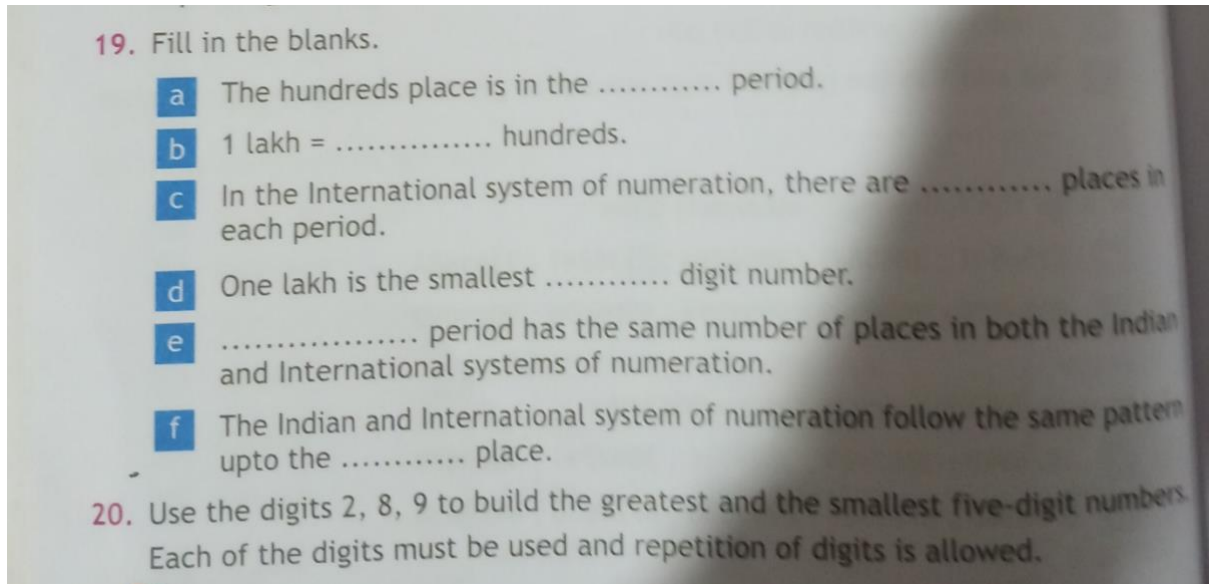 19. Fill in the blanks.
a The hundreds place is in the ............ period.
b 1 lakh = ............... hundreds.
c In the International system of numeration, there are ............ places in
each period.
d One lakh is the smallest ............ digit number.
e .................. period has the same number of places in both the Indian
and International systems of numeration.
f The Indian and International system of numeration follow the same pattern
upto the ............ place.
20. Use the digits 2, 8, 9 to build the greatest and the smallest five-digit numbers.
Each of the digits must be used and repetition of digits is allowed.